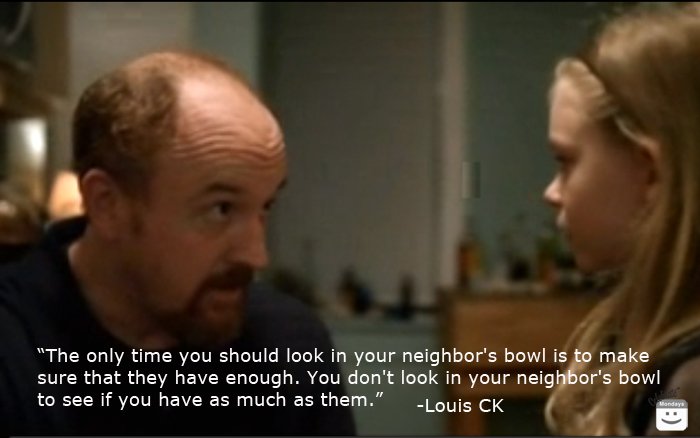 “The only time you should look in your neighbor's bowl is to make
sure that they have enough. You don't look in your neighbor's bowl
to see if you have as much as them.”
-Louis CK
Mondays